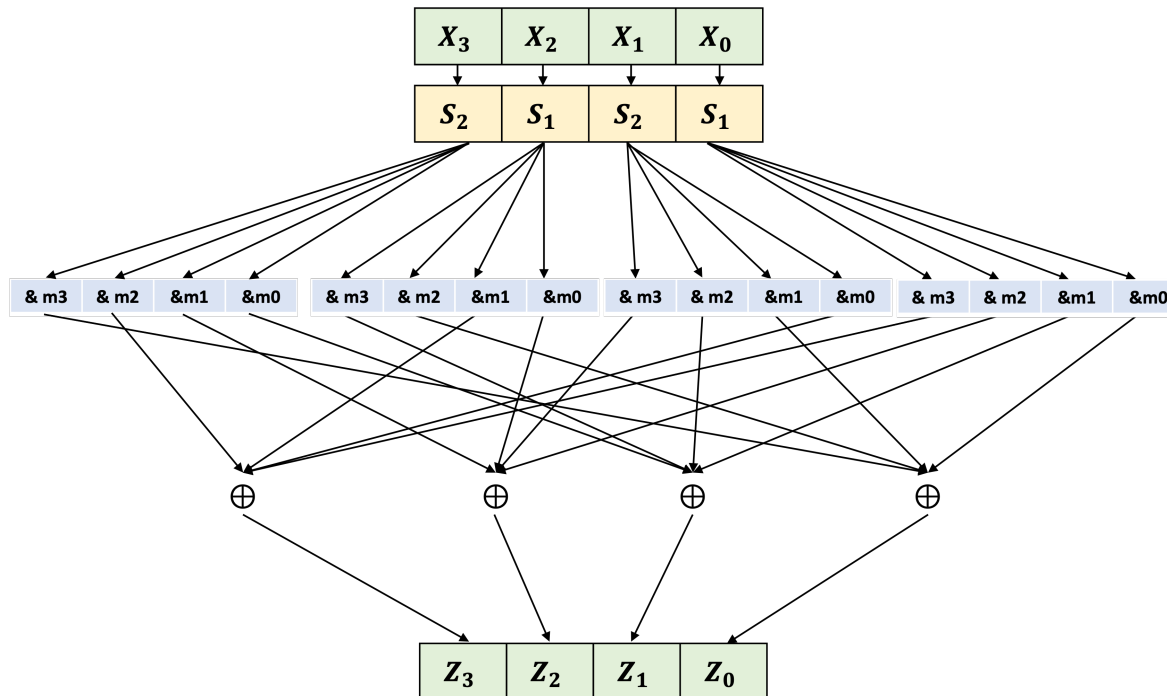 X₃ X₂ X₁ X₀
S₂ S₁ S₂ S₁
& m3 & m2 &m1 &m0 & m3 & m2 &m1 &m0 & m3 & m2 &m1 &m0 & m3 & m2 &m1 &m0
⊕ ⊕ ⊕ ⊕
Z₃ Z₂ Z₁ Z₀